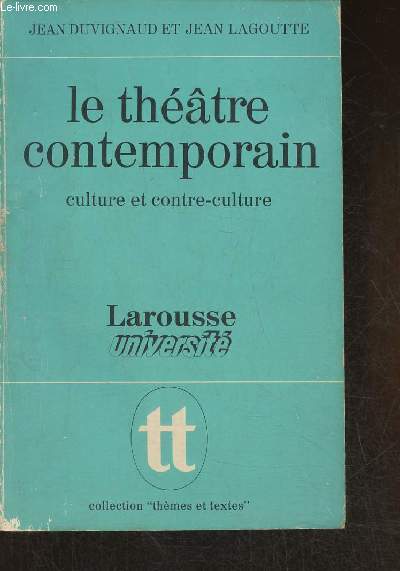 © le-livre.com
JEAN DUVIGNAUD ET JEAN LAGOUTTE
le théâtre
contemporain
culture et contre-culture
Larousse
université
tt
collection "thèmes et textes"